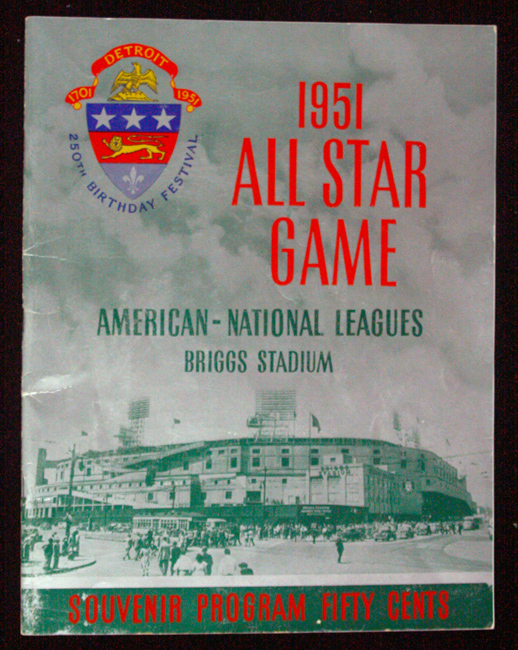 DETROIT
1701 1951
250TH BIRTHDAY FESTIVAL
1951
ALL STAR
GAME
AMERICAN - NATIONAL LEAGUES
BRIGGS STADIUM
SOUVENIR PROGRAM FIFTY CENTS